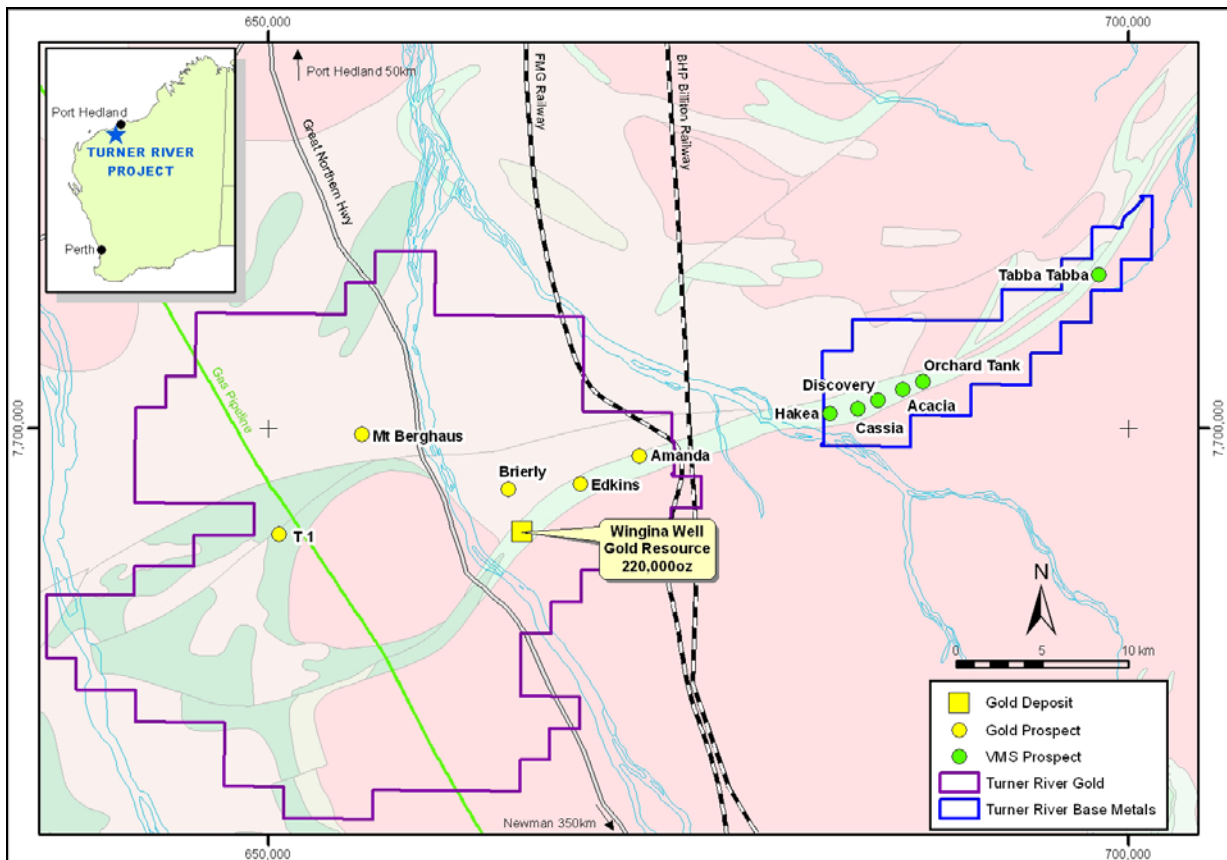 650,000
700,000
Port Hedland 50km
FMG Railway
BHP Billiton Railway
Great Northern Hwy
Port Hedland
TURNER RIVER
PROJECT
Perth
Gas Pipeline
Tabba Tabba
Orchard Tank
Discovery
Acacia
Hakea
Cassia
7,700,000
7,700,000
Mt Berghaus
Amanda
Brierly
Edkins
T 1
Wingina Well
Gold Resource
220,000oz
N
0 5 10 km
Gold Deposit
Gold Prospect
VMS Prospect
Turner River Gold
Turner River Base Metals
Newman 350km
650,000
700,000